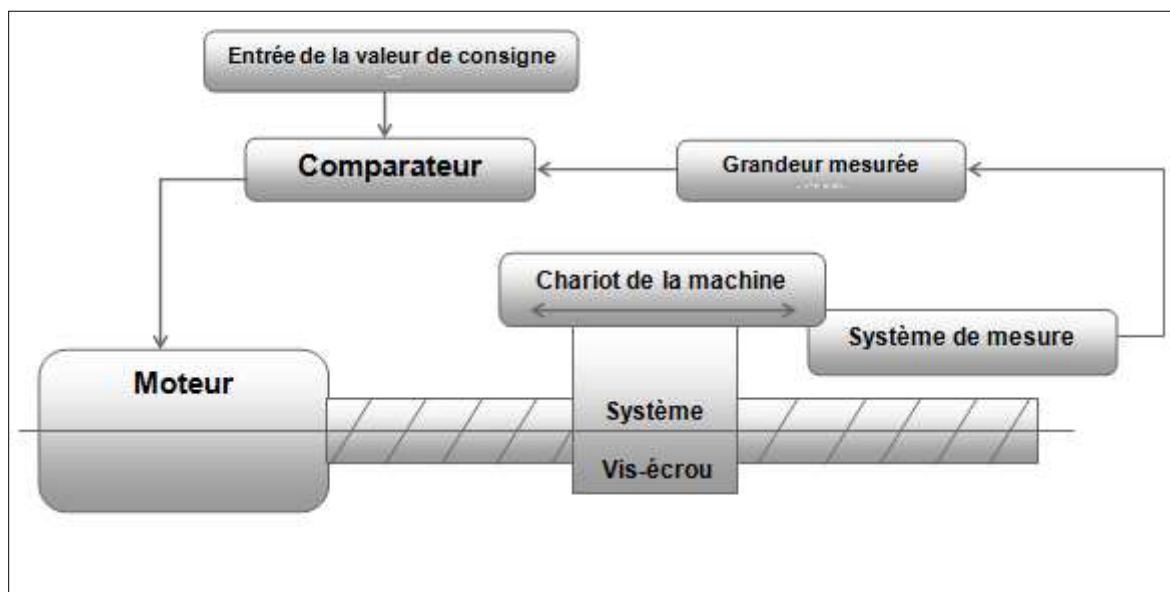 Entrée de la valeur de consigne
Comparateur
Grandeur mesurée
Chariot de la machine
Système de mesure
Moteur
Système
Vis-écrou